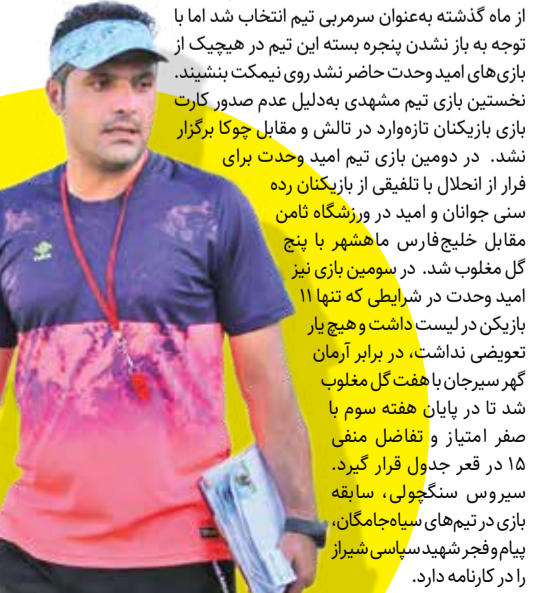 از ماه گذشته به‌عنوان سرمربی تیم انتخاب شد اما با
توجه به باز نشدن پنجره بسته این تیم در هیچیک از
بازی‌های امید وحدت حاضر نشد روی نیمکت بنشیند.
نخستین بازی تیم مشهدی به‌دلیل عدم صدور کارت
بازی بازیکنان تازه‌وارد در تالش و مقابل چوکا برگزار
نشد. در دومین بازی تیم امید وحدت برای
فرار از انحلال با تلفیقی از بازیکنان رده
سنی جوانان و امید در ورزشگاه ثامن
مقابل خلیج‌فارس ماهشهر با پنج
گل مغلوب شد. در سومین بازی نیز
امید وحدت در شرایطی که تنها ۱۱
بازیکن در لیست داشت و هیچ یار
تعویضی نداشت، در برابر آرمان
گهر سیرجان با هفت گل مغلوب
شد تا در پایان هفته سوم با
صفر امتیاز و تفاضل منفی
۱۵ در قعر جدول قرار گیرد.
سیروس سنگچولی، سابقه
بازی در تیم‌های سیاه‌جامگان،
پیام و فجر شهید سپاسی شیراز
را در کارنامه دارد.